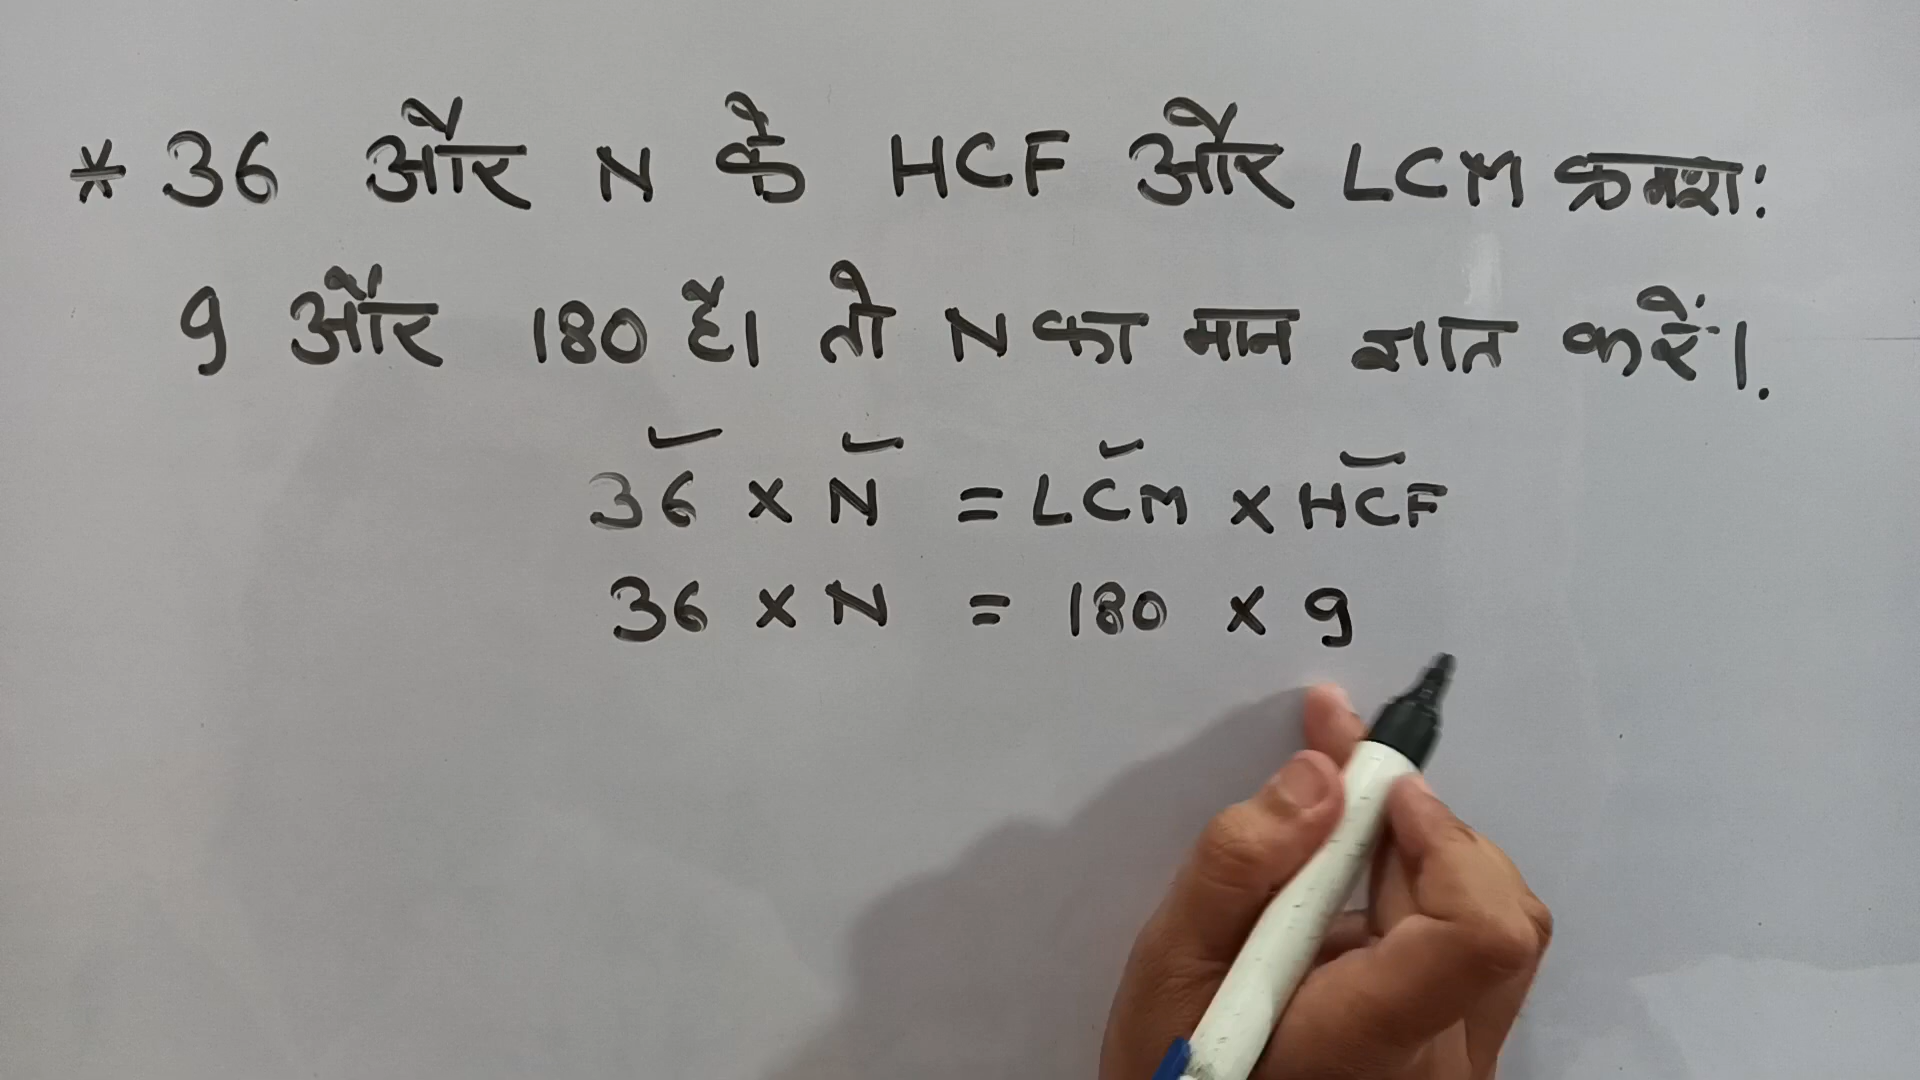 * 36 और N के HCF और LCM क्रमशः
9 और 180 है। तो N का मान ज्ञात करें।.
36 × N = LCM × HCF
36 × N = 180 × 9